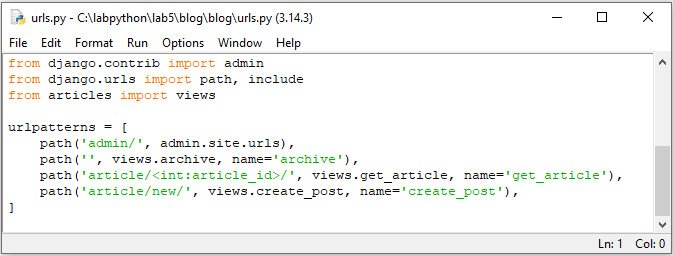 urls.py - C:\labpython\lab5\blog\blog\urls.py (3.14.3)
File Edit Format Run Options Window Help
from django.contrib import admin
from django.urls import path, include
from articles import views
urlpatterns = [
    path('admin/', admin.site.urls),
    path('', views.archive, name='archive'),
    path('article/<int:article_id>/', views.get_article, name='get_article'),
    path('article/new/', views.create_post, name='create_post'),
]
Ln: 1 Col: 0